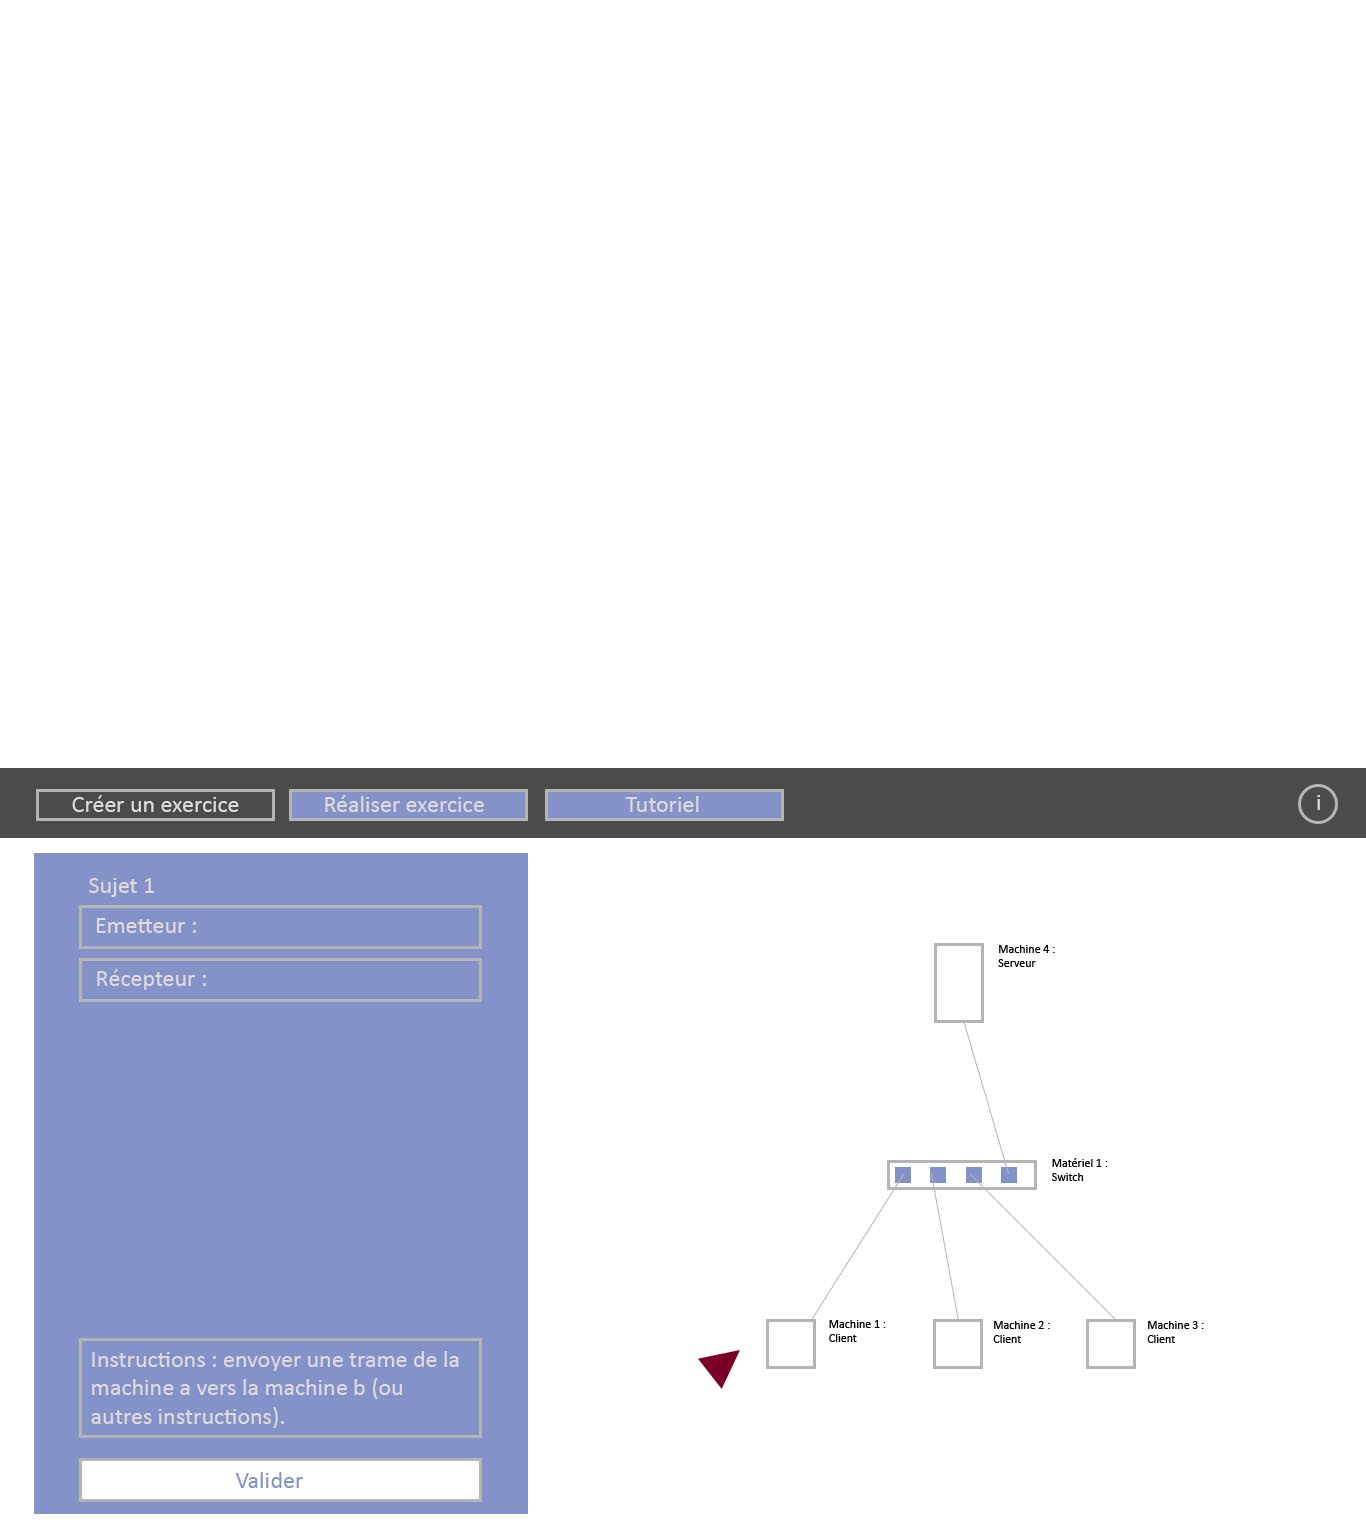 Créer un exercice
Réaliser exercice
Tutoriel
i
Sujet 1
Emetteur :
Récepteur :
Instructions : envoyer une trame de la
machine a vers la machine b (ou
autres instructions).
Valider
Machine 4 :
Serveur
Matériel 1 :
Switch
Machine 1 :
Client
Machine 2 :
Client
Machine 3 :
Client